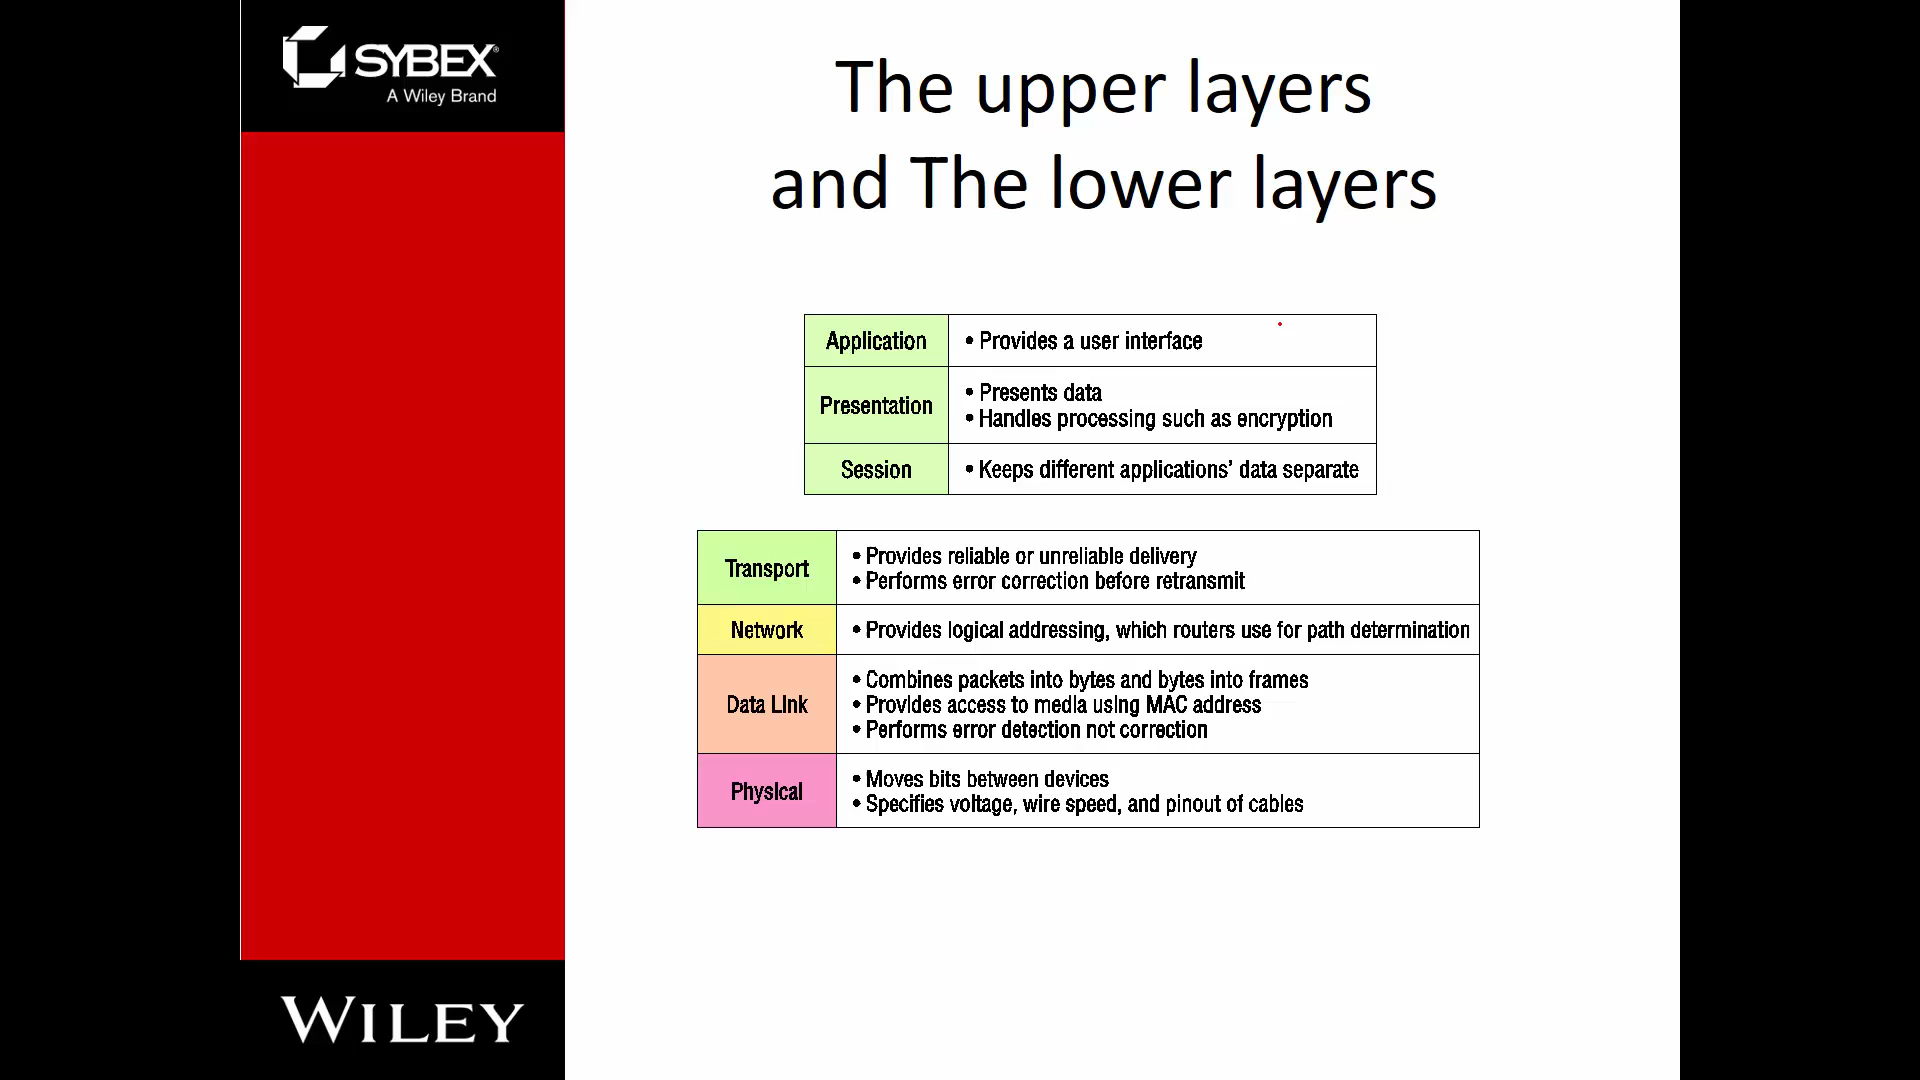 SYBEX®
A Wiley Brand
The upper layers
and The lower layers
Application
• Provides a user interface
Presentation
• Presents data
• Handles processing such as encryption
Session
• Keeps different applications’ data separate
Transport
• Provides reliable or unreliable delivery
• Performs error correction before retransmit
Network
• Provides logical addressing, which routers use for path determination
Data Link
• Combines packets into bytes and bytes into frames
• Provides access to media using MAC address
• Performs error detection not correction
Physical
• Moves bits between devices
• Specifies voltage, wire speed, and pinout of cables
WILEY